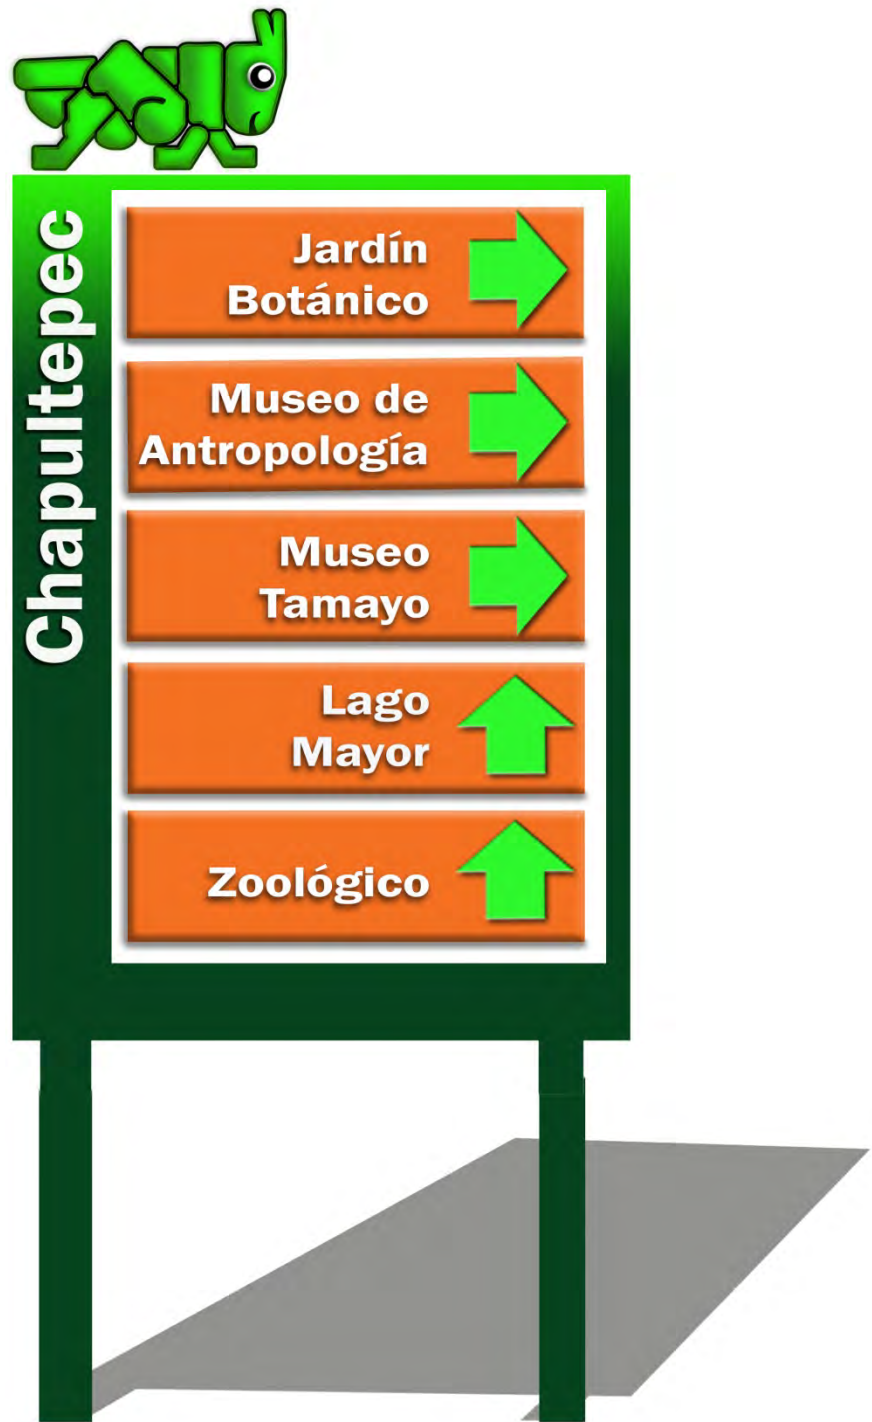 Chapultepec
Jardín
Botánico
Museo de
Antropología
Museo
Tamayo
Lago
Mayor
Zoológico